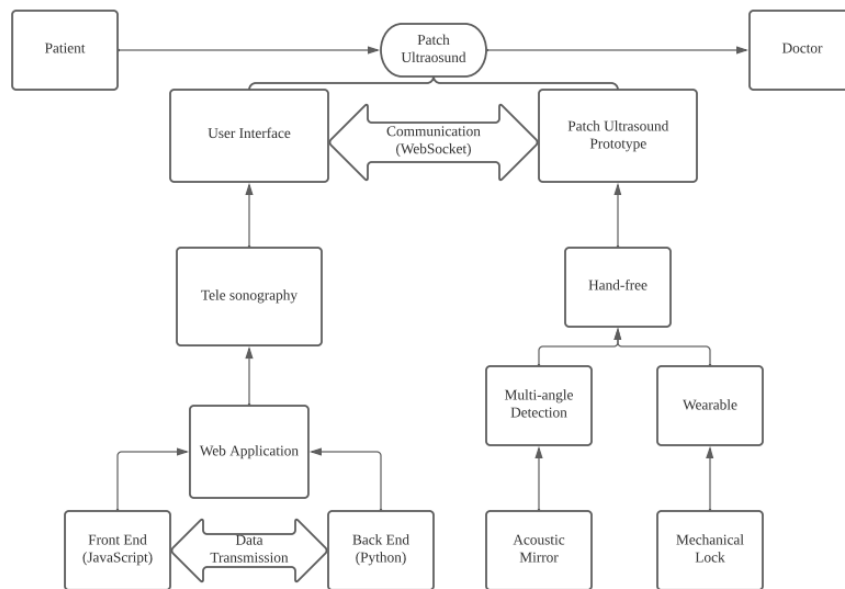 Patient
Patch
Ultraosund
Doctor
User Interface
Communication
(WebSocket)
Patch Ultrasound
Prototype
Tele sonography
Hand-free
Multi-angle
Detection
Wearable
Web Application
Front End
(JavaScript)
Data
Transmission
Back End
(Python)
Acoustic
Mirror
Mechanical
Lock